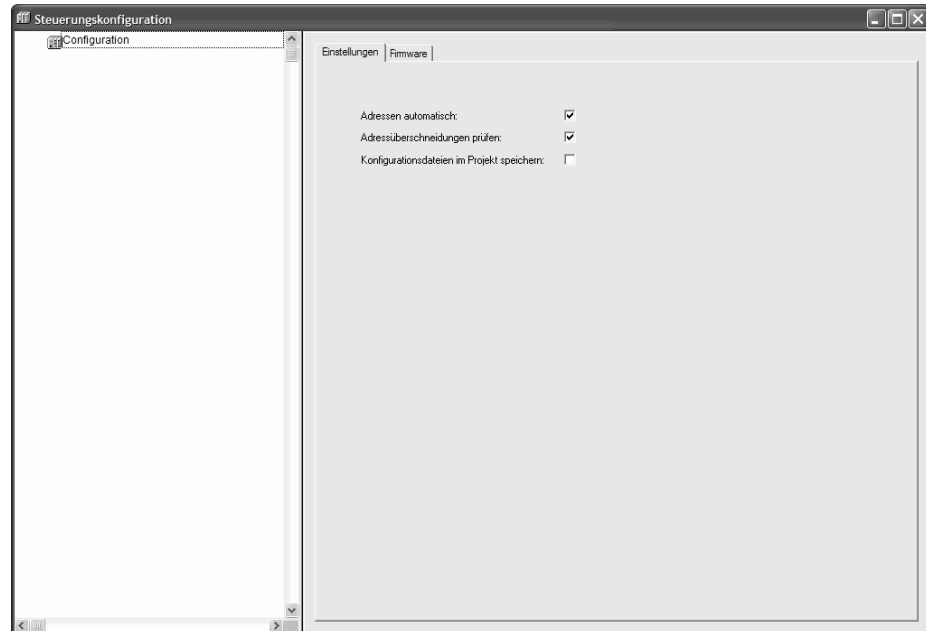 Steuerungskonfiguration
Configuration
Einstellungen
Firmware
Adressen automatisch:
Adressüberschneidungen prüfen:
Konfigurationsdateien im Projekt speichern: